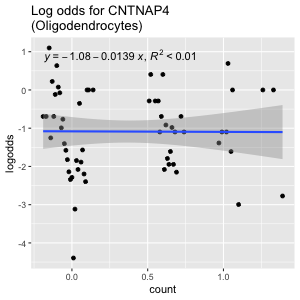 Log odds for CNTNAP4
(Oligodendrocytes)
y = −1.08 − 0.0139 x, R² < 0.01
1
0
-1
-2
-3
-4
logodds
0.0 0.5 1.0
count